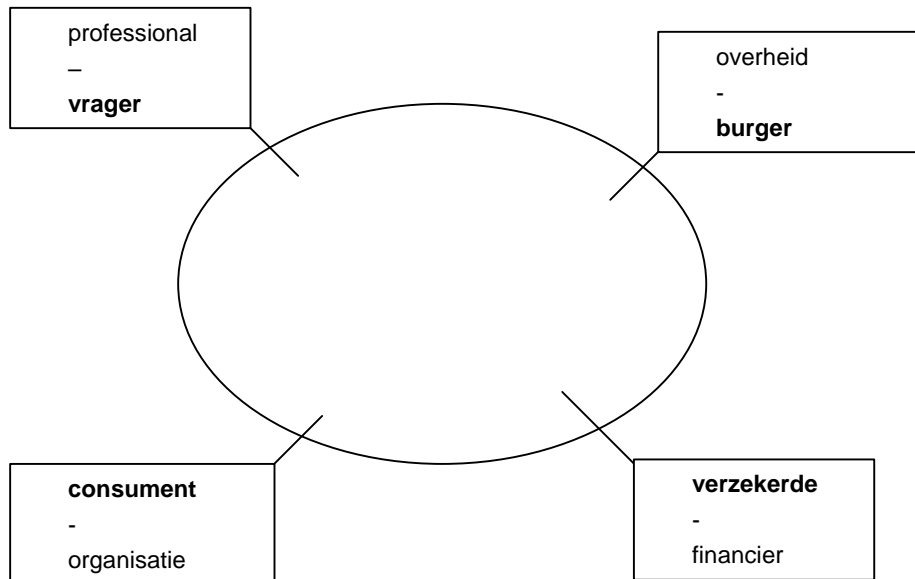 professional
–
vrager
overheid
-
burger
consument
-
organisatie
verzekerde
-
financier